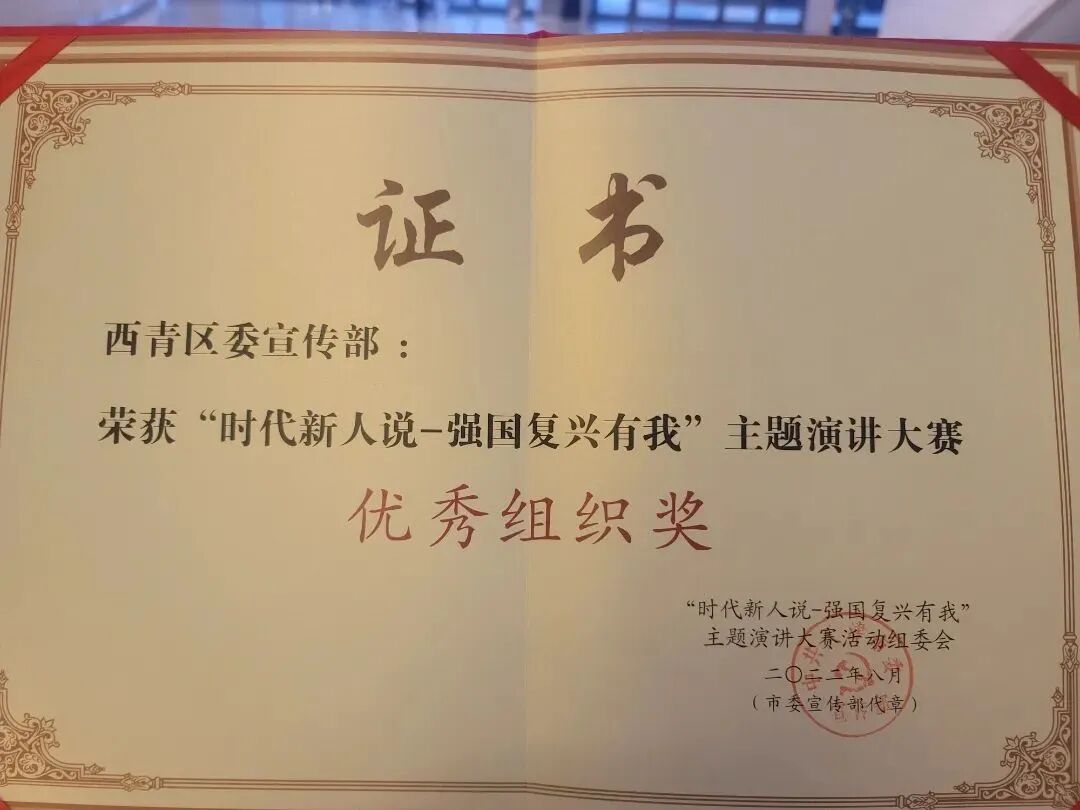 证 书
西青区委宣传部：
荣获“时代新人说-强国复兴有我”主题演讲大赛
优秀组织奖
“时代新人说-强国复兴有我”
主题演讲大赛活动组委会
二〇二二年八月
（市委宣传部代章）